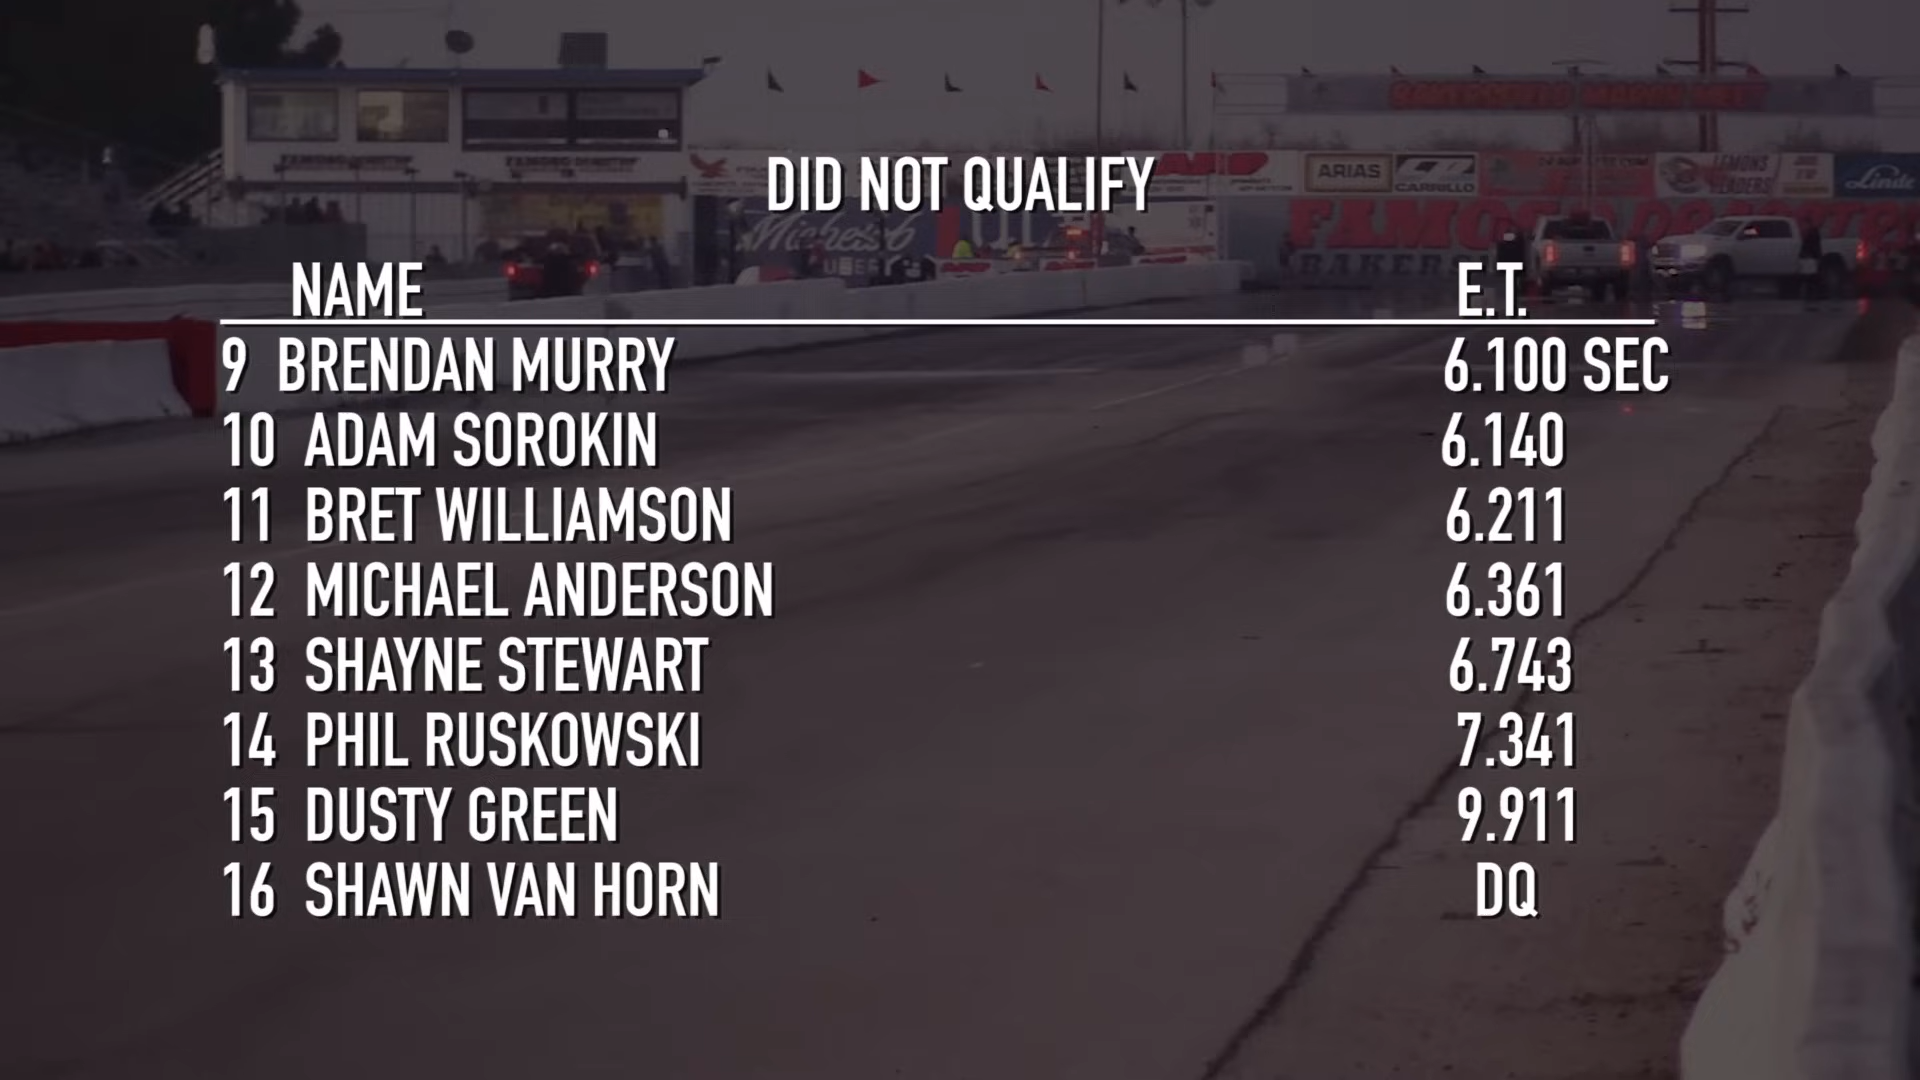 DID NOT QUALIFY
NAME E.T.
9 BRENDAN MURRY 6.100 SEC
10 ADAM SOROKIN 6.140
11 BRET WILLIAMSON 6.211
12 MICHAEL ANDERSON 6.361
13 SHAYNE STEWART 6.743
14 PHIL RUSKOWSKI 7.341
15 DUSTY GREEN 9.911
16 SHAWN VAN HORN DQ
ARIAS
CARRILLO
Linde